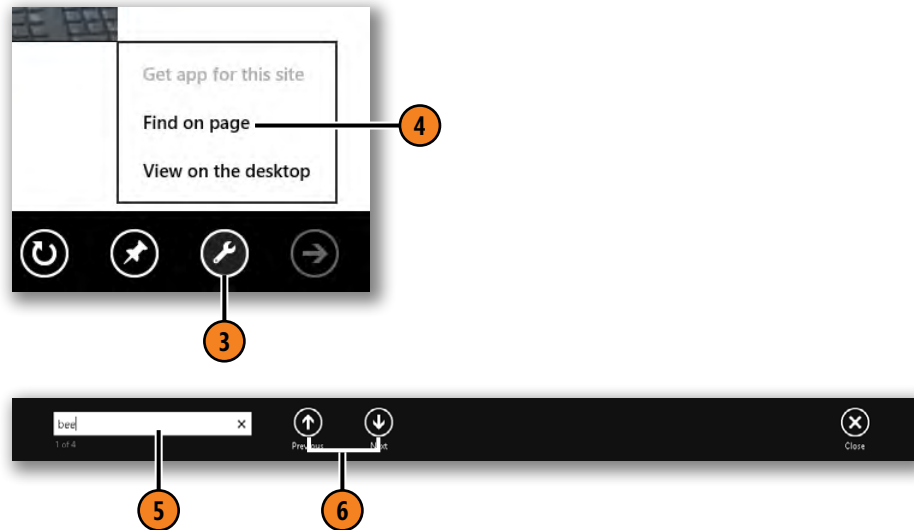 Get app for this site
Find on page
4
View on the desktop
3
bee
1 of 4
Previous
Next
Close
5
6